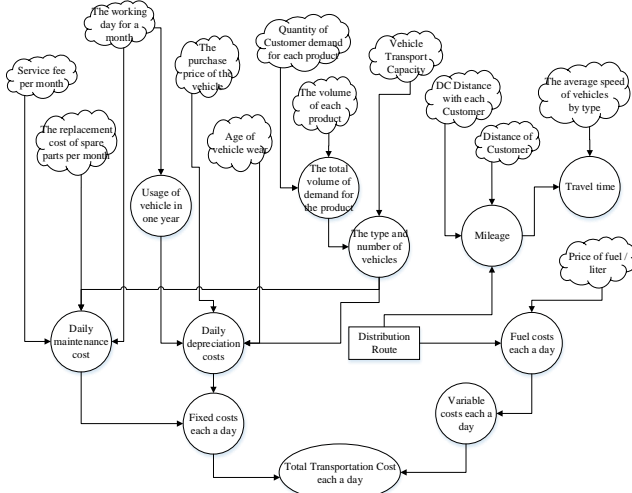 The working
day for a
month
Service fee
per month
The replacement
cost of spare
parts per month
The
purchase
price of the
vehicle
Age of
vehicle wear
Quantity of
Customer demand
for each product
The volume
of each
product
Vehicle
Transport
Capacity
DC Distance
with each
Customer
Distance of
Customer
The average speed
of vehicles
by type
Usage of
vehicle in
one year
The total
volume of
demand for
the product
The type and
number of
vehicles
Mileage
Travel time
Price of fuel /
liter
Daily
maintenance
cost
Daily
depreciation
costs
Distribution
Route
Fuel costs
each a day
Fixed costs
each a day
Variable
costs each a
day
Total Transportation Cost
each a day